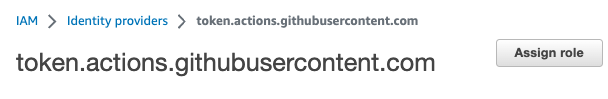 IAM > Identity providers > token.actions.githubusercontent.com
token.actions.githubusercontent.com
Assign role